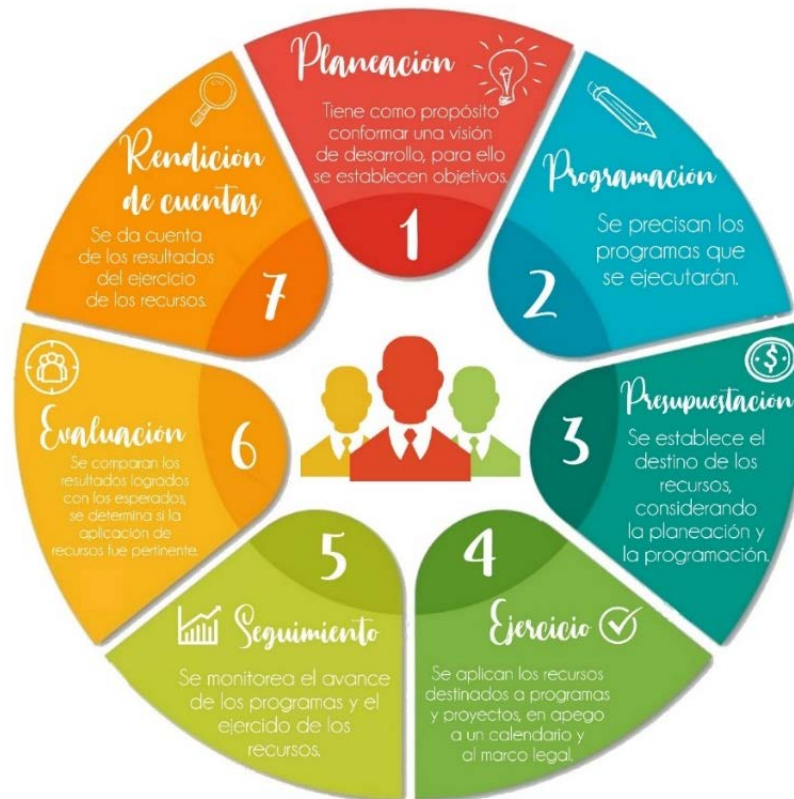 Planeación
Tiene como propósito
conformar una visión
de desarrollo, para ello
se establecen objetivos.
1
Programación
Se precisan los
programas que
se ejecutarán.
2
Presupuestación
Se establece el
destino de los
recursos,
considerando
la planeación y
la programación.
3
4
Ejercicio
Se aplican los recursos
destinados a programas
y proyectos, en apego
a un calendario y
al marco legal.
5
Seguimiento
Se monitorea el avance
de los programas y el
ejercido de los
recursos.
6
Evaluación
Se comparan los
resultados logrados
con los esperados,
se determina si la
aplicación de
recursos fue pertinente.
Rendición
de cuentas
Se da cuenta
de los resultados
del ejercicio
de los recursos.
7